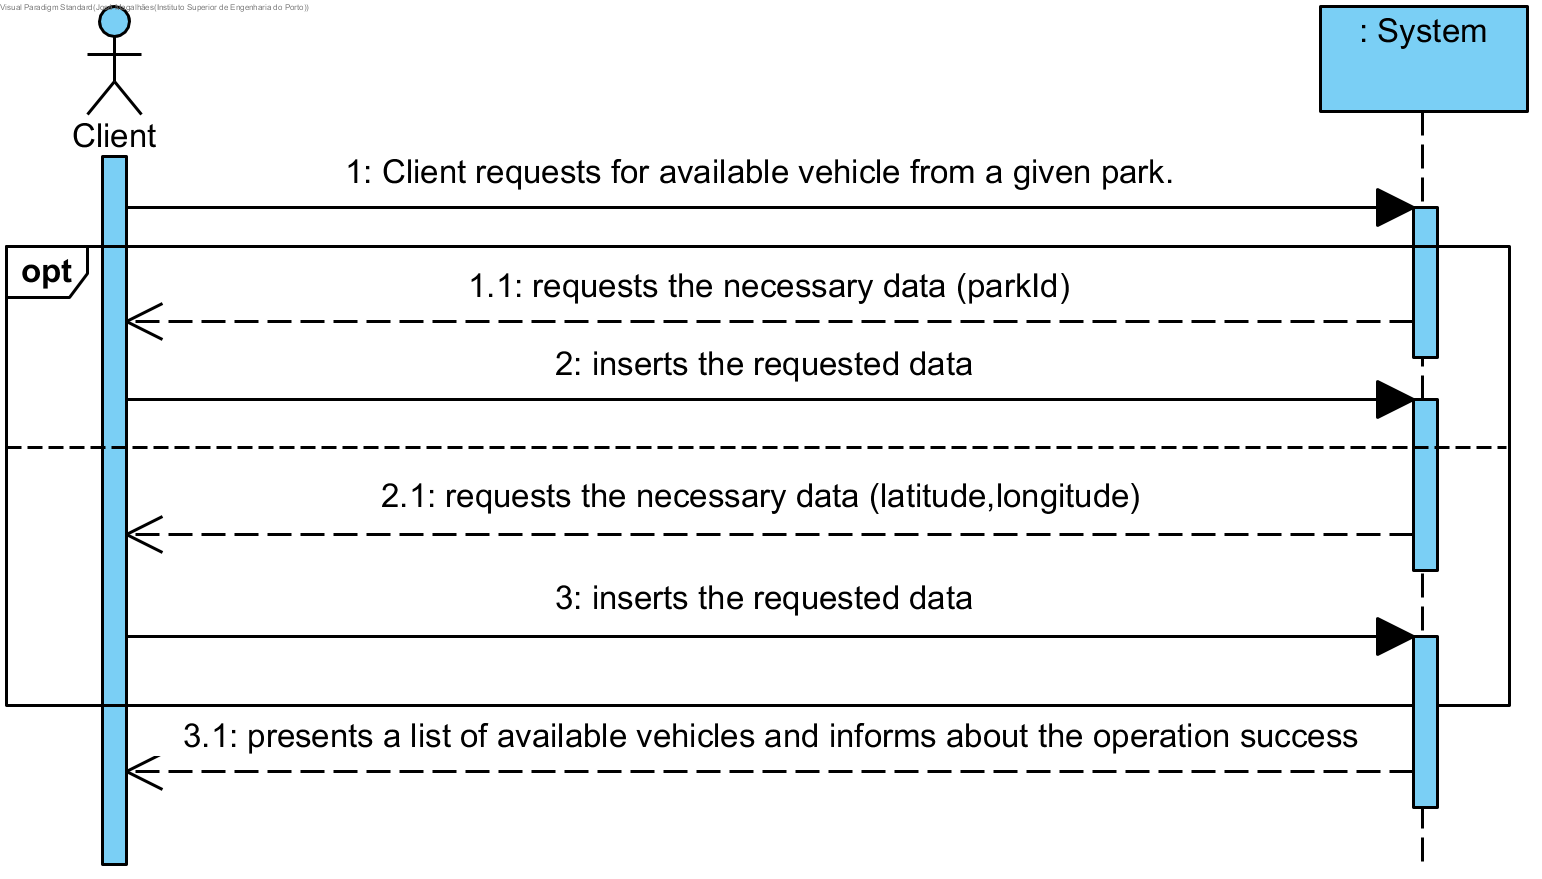 Visual Paradigm Standard(José Magalhães(Instituto Superior de Engenharia do Porto))
: System
Client
1: Client requests for available vehicle from a given park.
opt
1.1: requests the necessary data (parkId)
2: inserts the requested data
2.1: requests the necessary data (latitude,longitude)
3: inserts the requested data
3.1: presents a list of available vehicles and informs about the operation success